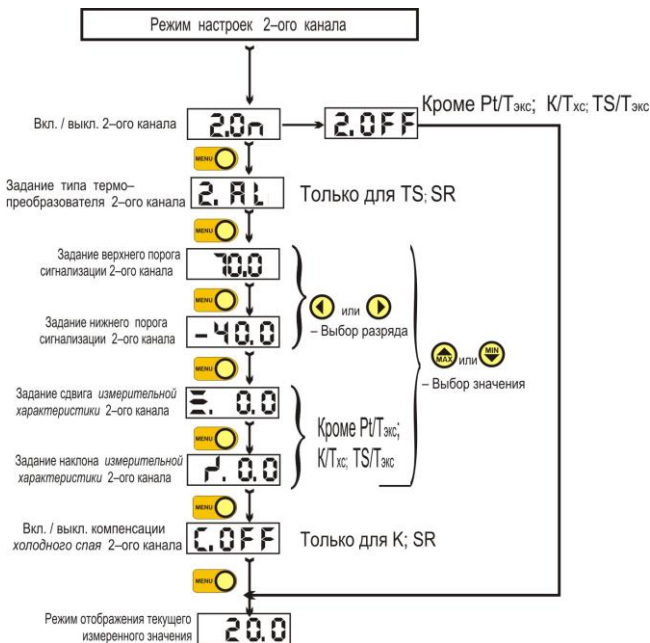 Режим настроек 2–ого канала
Вкл. / выкл. 2–ого канала
2.0n
2.0FF
Кроме Pt/Tэкс; К/Тхс; TS/Tэкс
MENU
Задание типа термо–
преобразователя 2–ого канала
2. AL
Только для TS; SR
MENU
Задание верхнего порога
сигнализации 2–ого канала
70.0
MENU
или
– Выбор разряда
Задание нижнего порога
сигнализации 2–ого канала
-40.0
MAX
или
MIN
– Выбор значения
MENU
Задание сдвига измерительной
характеристики 2–ого канала
0.0
MENU
Кроме Pt/Tэкс;
К/Тхс; TS/Tэкс
Задание наклона измерительной
характеристики 2–ого канала
0.0
MENU
Вкл. / выкл. компенсации
холодного спая 2–ого канала
C.0FF
Только для К; SR
MENU
Режим отображения текущего
измеренного значения
20.0